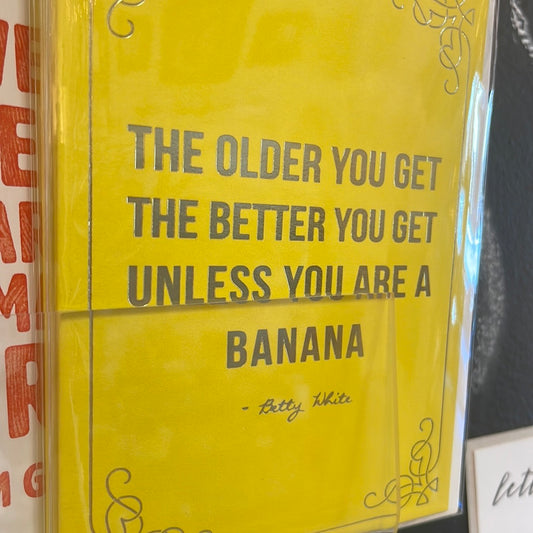 THE OLDER YOU GET
THE BETTER YOU GET
UNLESS YOU ARE A
BANANA
- Betty White